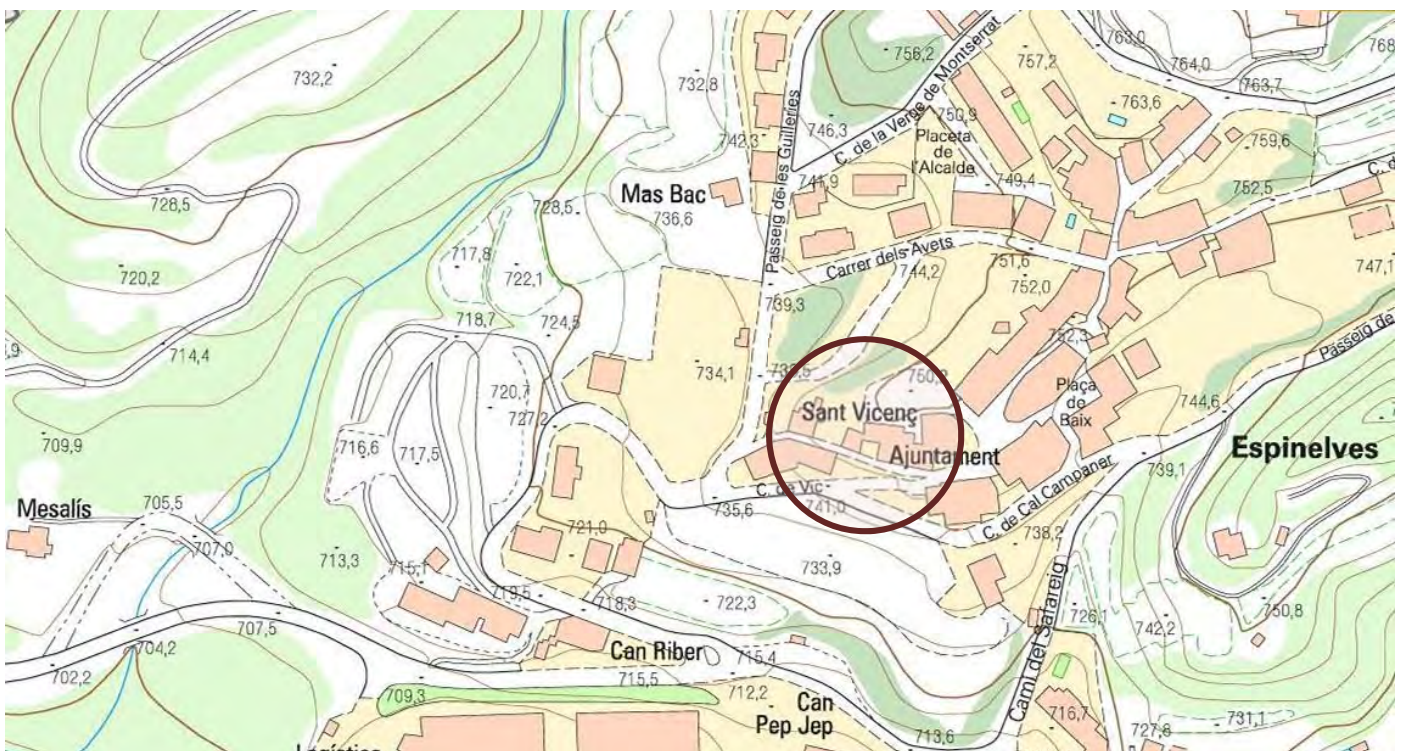 763,0
768
756,2
757,2
764,0
732,2
732,8
763,7
763,6
C. de la Verge de Montserrat
750,9
746,3
742,3
Placeta
de
l'Alcalde
759,6
Passeig de les Guilleries
Mas Bac
741,9
749,4
752,5
C. d
728,5
728,5
736,6
717,8
Carrer dels Avets
751,6
747,1
720,2
722,1
744,2
752,0
739,3
718,7
724,5
752,3
Passeig de
714,4
734,1
720,7
Plaça
de
Baix
744,6
727,2
Sant Vicenç
709,9
716,6
717,5
Ajuntament
Espinelves
739,1
C. de Vic
Mesalís
705,5
735,6
741,0
C. de Cal Campaner
721,0
738,2
707,0
713,3
715,1
733,9
719,5
718,3
722,3
726,1
742,2
750,8
707,5
704,2
Can Riber
715,4
702,2
715,5
Camí del Safareig
709,3
712,2
Can
Pep Jep
716,7
731,1
713,6
727,8